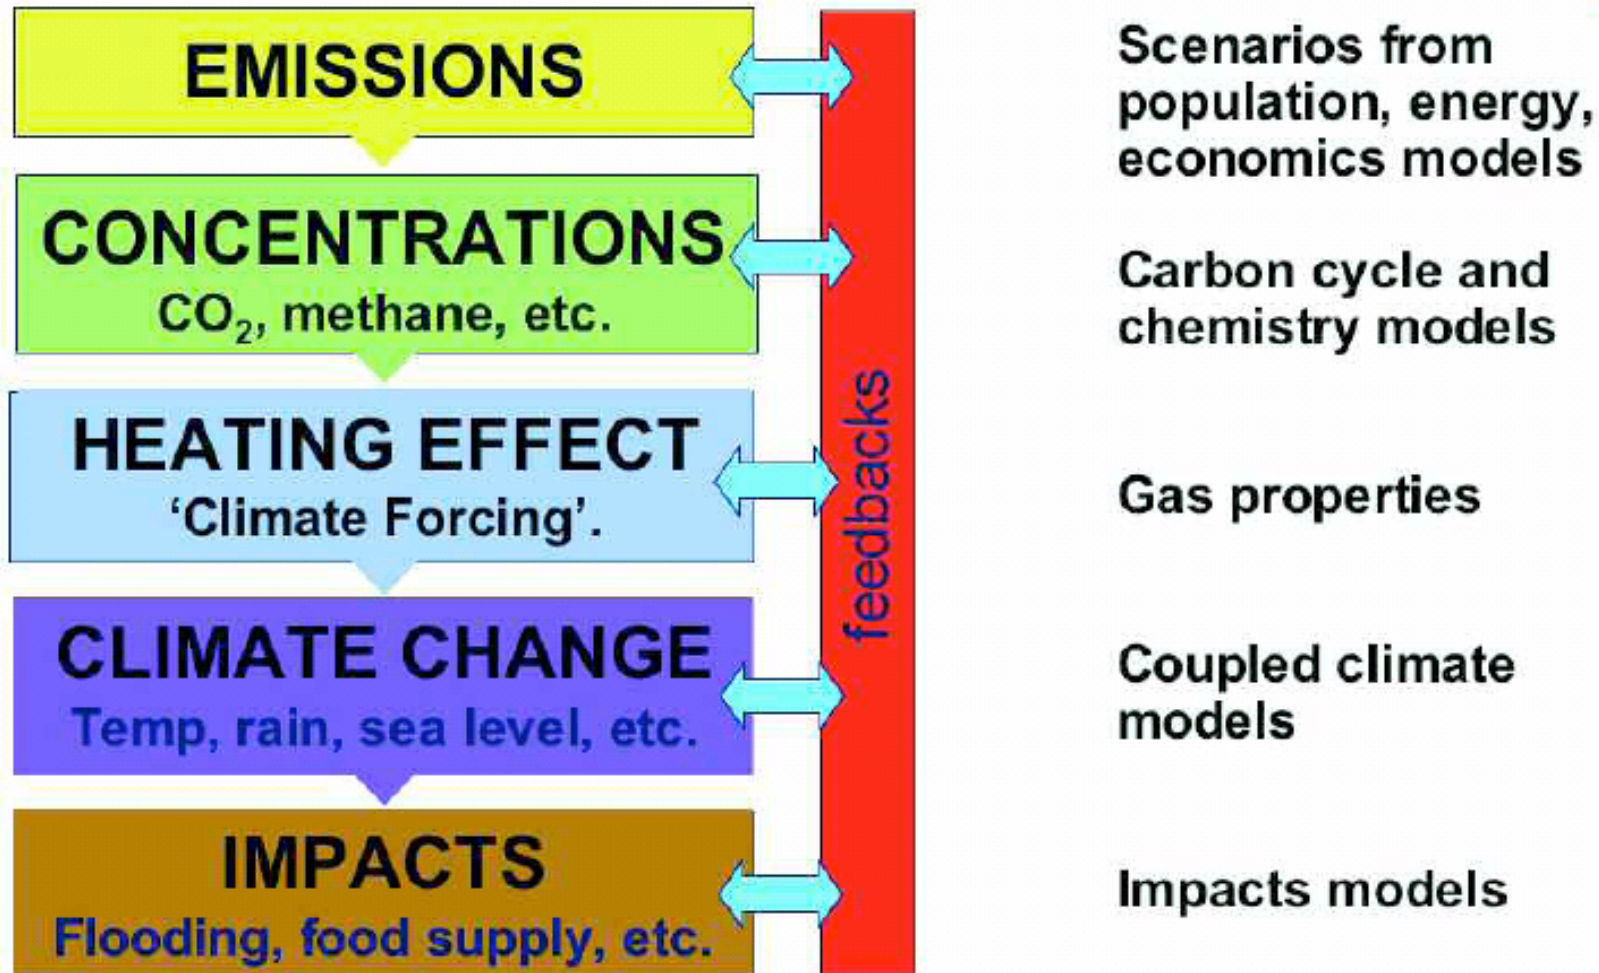 EMISSIONS
CONCENTRATIONS
CO₂, methane, etc.
HEATING EFFECT
‘Climate Forcing’.
CLIMATE CHANGE
Temp, rain, sea level, etc.
IMPACTS
Flooding, food supply, etc.
feedbacks
Scenarios from
population, energy,
economics models
Carbon cycle and
chemistry models
Gas properties
Coupled climate
models
Impacts models